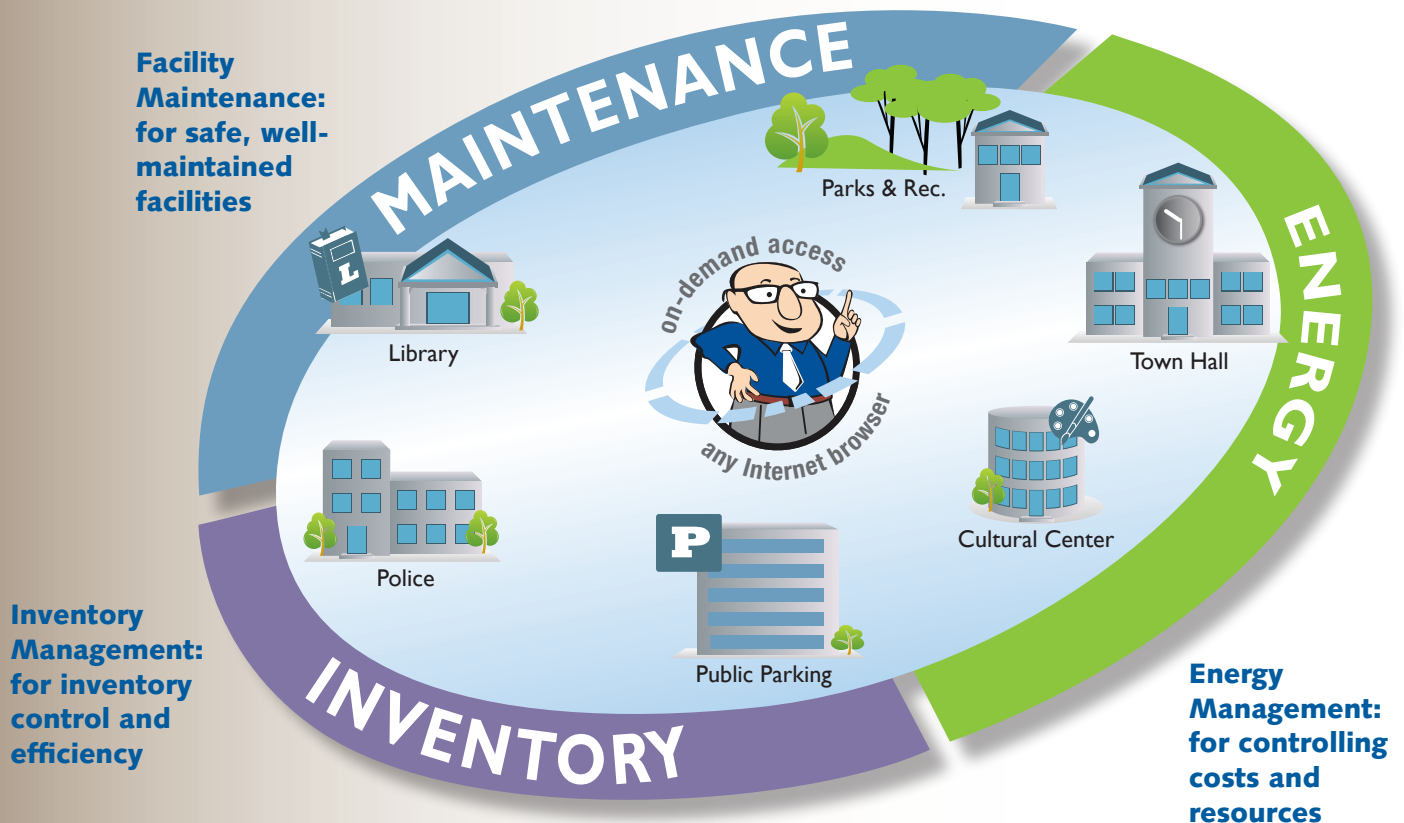 Facility
Maintenance:
for safe, well-
maintained
facilities
MAINTENANCE
ENERGY
INVENTORY
Parks & Rec.
L
Library
on-demand access
any Internet browser
Town Hall
Cultural Center
Police
P
Public Parking
Inventory
Management:
for inventory
control and
efficiency
Energy
Management:
for controlling
costs and
resources